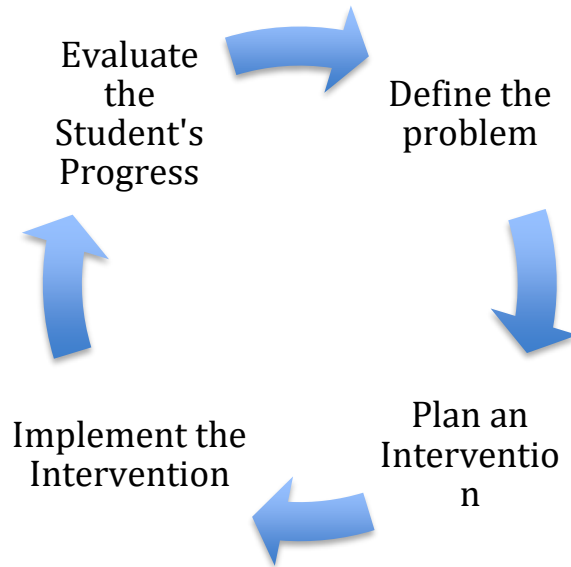 Evaluate
the
Student's
Progress
Define the
problem
Plan an
Interventio
n
Implement the
Intervention